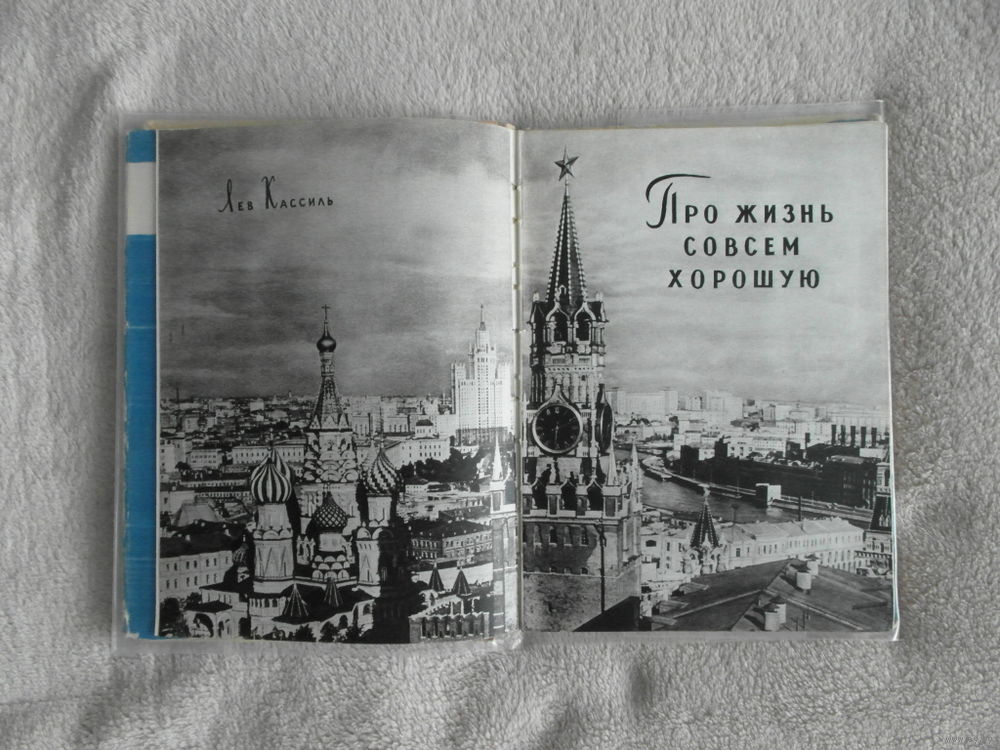 Лев Кассиль
Про жизнь
совсем
хорошую